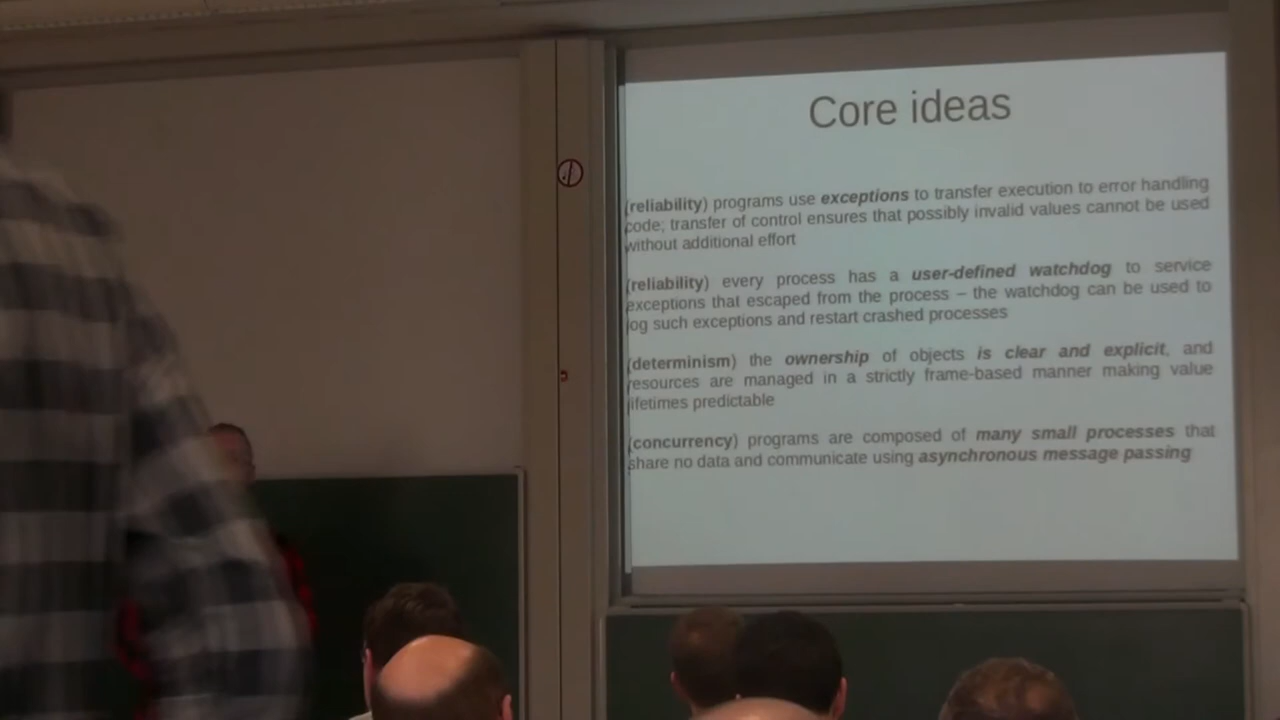 Core ideas
(reliability) programs use exceptions to transfer execution to error handling
code; transfer of control ensures that possibly invalid values cannot be used
without additional effort
(reliability) every process has a user-defined watchdog to service
exceptions that escaped from the process – the watchdog can be used to
log such exceptions and restart crashed processes
(determinism) the ownership of objects is clear and explicit, and
resources are managed in a strictly frame-based manner making value
lifetimes predictable
(concurrency) programs are composed of many small processes that
share no data and communicate using asynchronous message passing